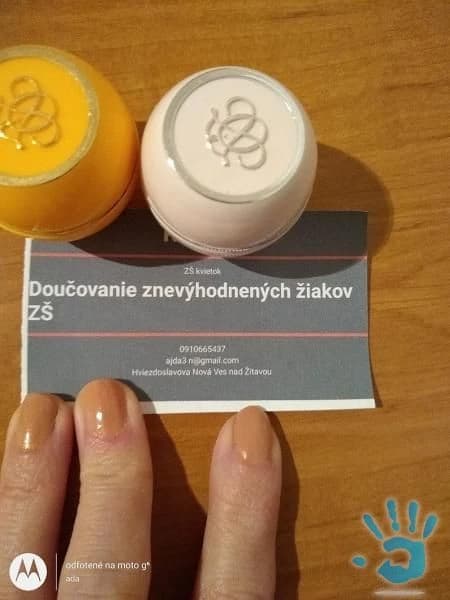 ZŠ kvietok
Doučovanie znevýhodnených žiakov
ZŠ
0910665437
ajda3 n@gmail.com
Hviezdoslavova Nová Ves nad Žitavou
odfotené na moto g⁶
ada